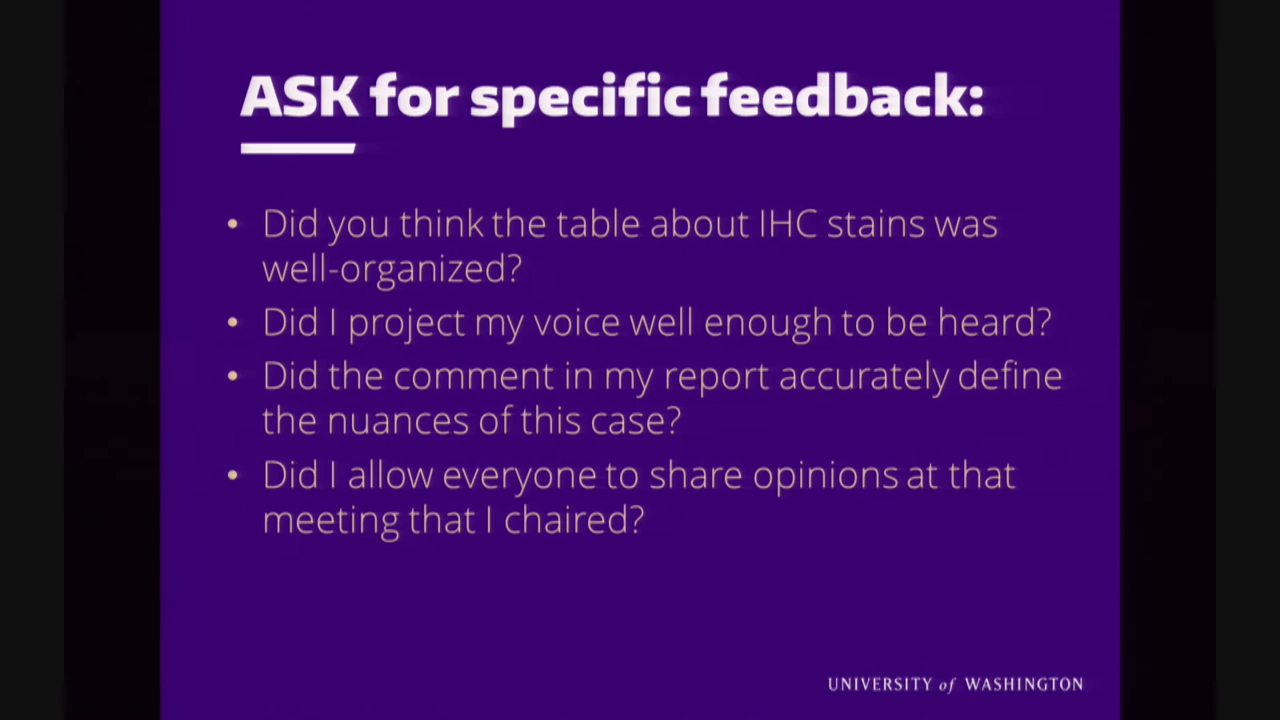 ASK for specific feedback:
• Did you think the table about IHC stains was
well-organized?
• Did I project my voice well enough to be heard?
• Did the comment in my report accurately define
the nuances of this case?
• Did I allow everyone to share opinions at that
meeting that I chaired?
UNIVERSITY of WASHINGTON